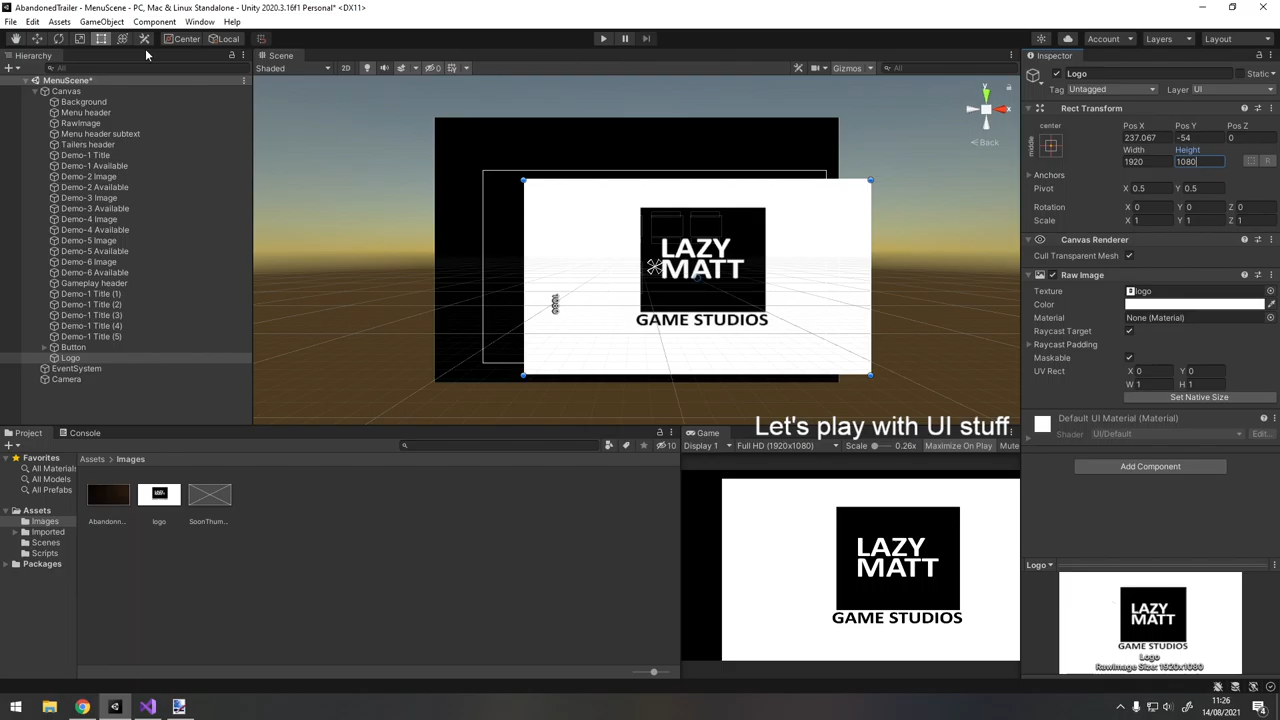 AbandonedTrailer - MenuScene - PC, Mac & Linux Standalone - Unity 2020.3.16f1 Personal* <DX11>
File Edit Assets GameObject Component Window Help
Center Local Account Layers Layout
Hierarchy
All
MenuScene*
Canvas
Background
Menu header
RawImage
Menu header subtext
Tailers header
Demo-1 Title
Demo-1 Available
Demo-2 Image
Demo-2 Available
Demo-3 Image
Demo-3 Available
Demo-4 Image
Demo-4 Available
Demo-5 Image
Demo-5 Available
Demo-6 Image
Demo-6 Available
Gameplay header
Demo-1 Title (1)
Demo-1 Title (2)
Demo-1 Title (3)
Demo-1 Title (4)
Demo-1 Title (5)
Button
Logo
EventSystem
Camera
Scene
Shaded 2D 0 Gizmos All
y
x
Back
LAZY
MATT
GAME STUDIOS
Let's play with UI stuff
Inspector
Logo Static
Tag Untagged Layer UI
Rect Transform
center
middle
Pos X Pos Y Pos Z
237.067 -54 0
Width Height
1920 1080
R
Anchors
Pivot X 0.5 Y 0.5
Rotation X 0 Y 0 Z 0
Scale X 1 Y 1 Z 1
Canvas Renderer
Cull Transparent Mesh
Raw Image
Texture logo
Color
Material None (Material)
Raycast Target
Raycast Padding
Maskable
UV Rect X 0 Y 0
W 1 H 1
Set Native Size
Default UI Material (Material)
Shader UI/Default Edit...
Add Component
Project Console
10
Favorites
All Materials
All Models
All Prefabs
Assets
Images
Imported
Scenes
Scripts
Packages
Assets > Images
Abandonn...
logo
SoonThum...
Game
Display 1 Full HD (1920x1080) Scale 0.26x Maximize On Play Mute
LAZY
MATT
GAME STUDIOS
Logo
LAZY
MATT
GAME STUDIOS
Logo
RawImage Size: 1920x1080
11:26
14/08/2021
4